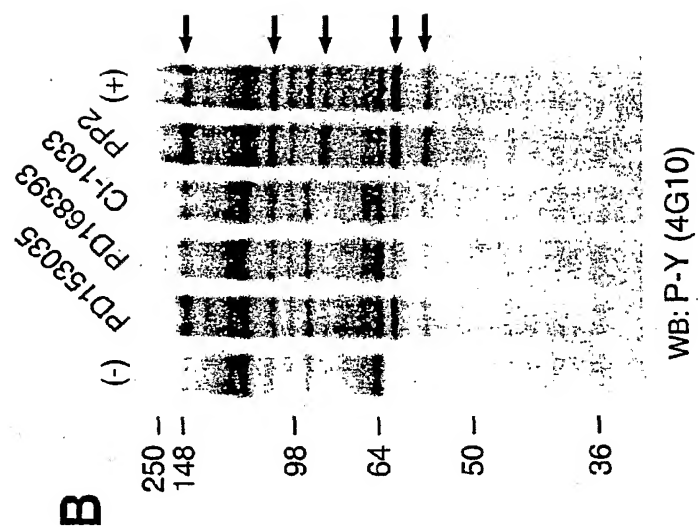 B
(-)
PD153035
PD168393
CI-1033
PP2
(+)
250
148
98
64
50
36
WB: P-Y (4G10)